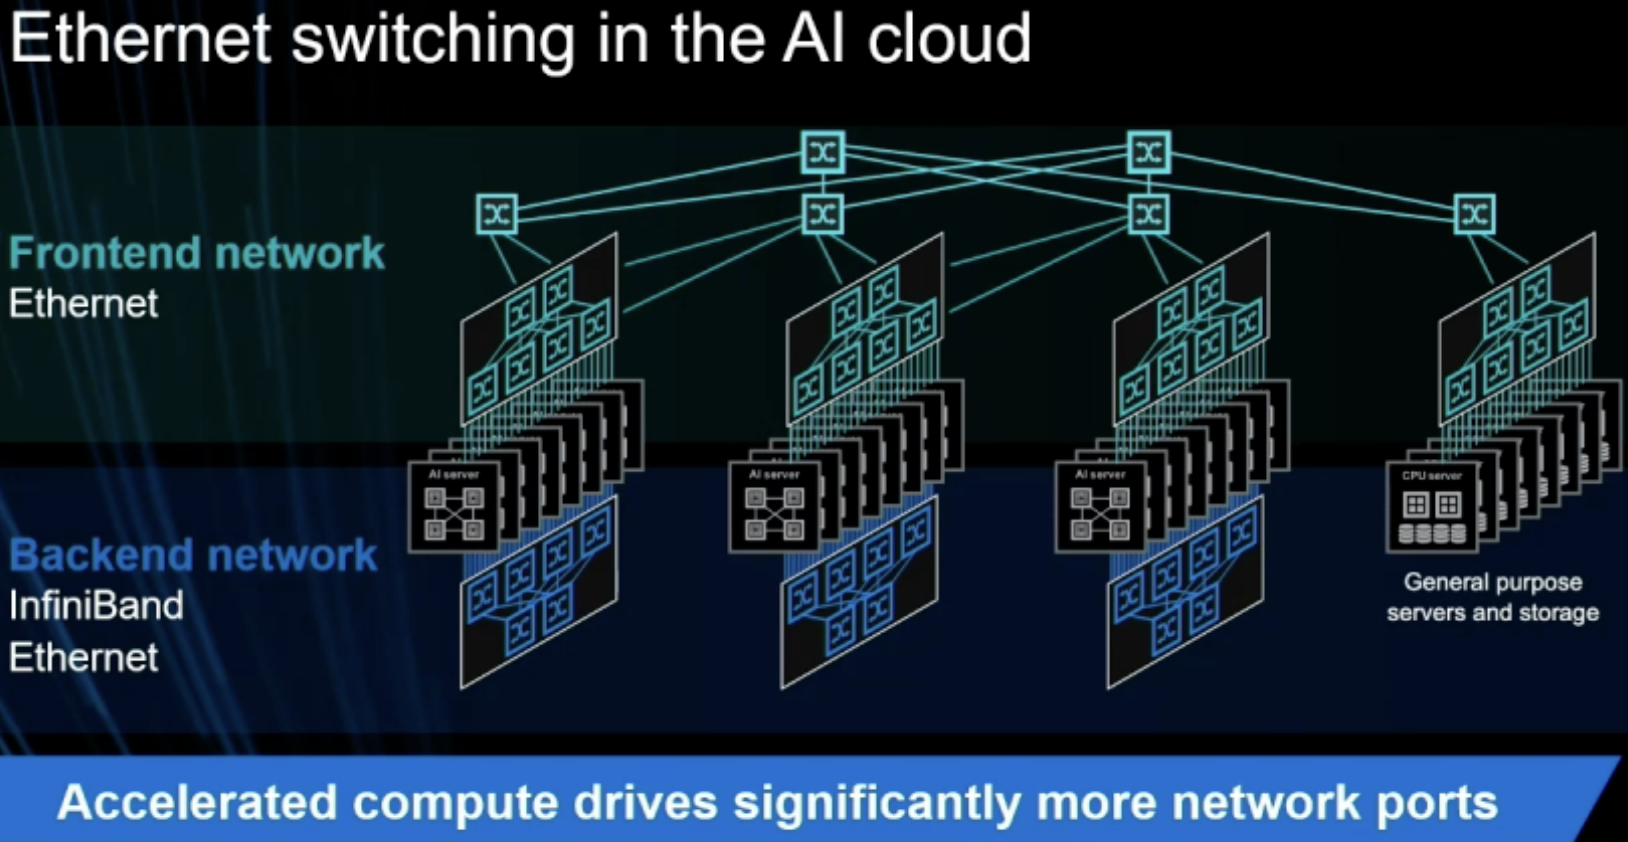 Ethernet switching in the AI cloud
Frontend network
Ethernet
AI server
AI server
AI server
CPU server
Backend network
InfiniBand
Ethernet
General purpose
servers and storage
Accelerated compute drives significantly more network ports